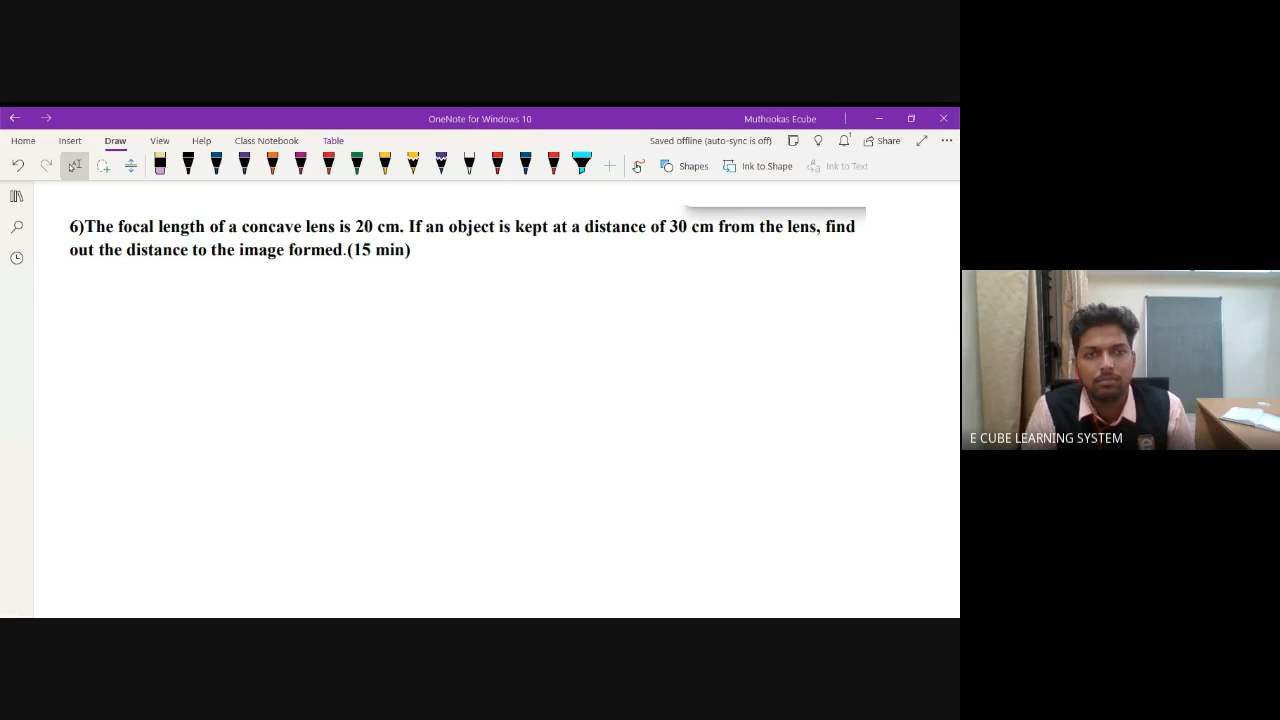 OneNote for Windows 10
Muthookas Ecube
Home Insert Draw View Help Class Notebook Table
Saved offline (auto-sync is off)
Share
Shapes
Ink to Shape
Ink to Text
6)The focal length of a concave lens is 20 cm. If an object is kept at a distance of 30 cm from the lens, find
out the distance to the image formed.(15 min)
E CUBE LEARNING SYSTEM